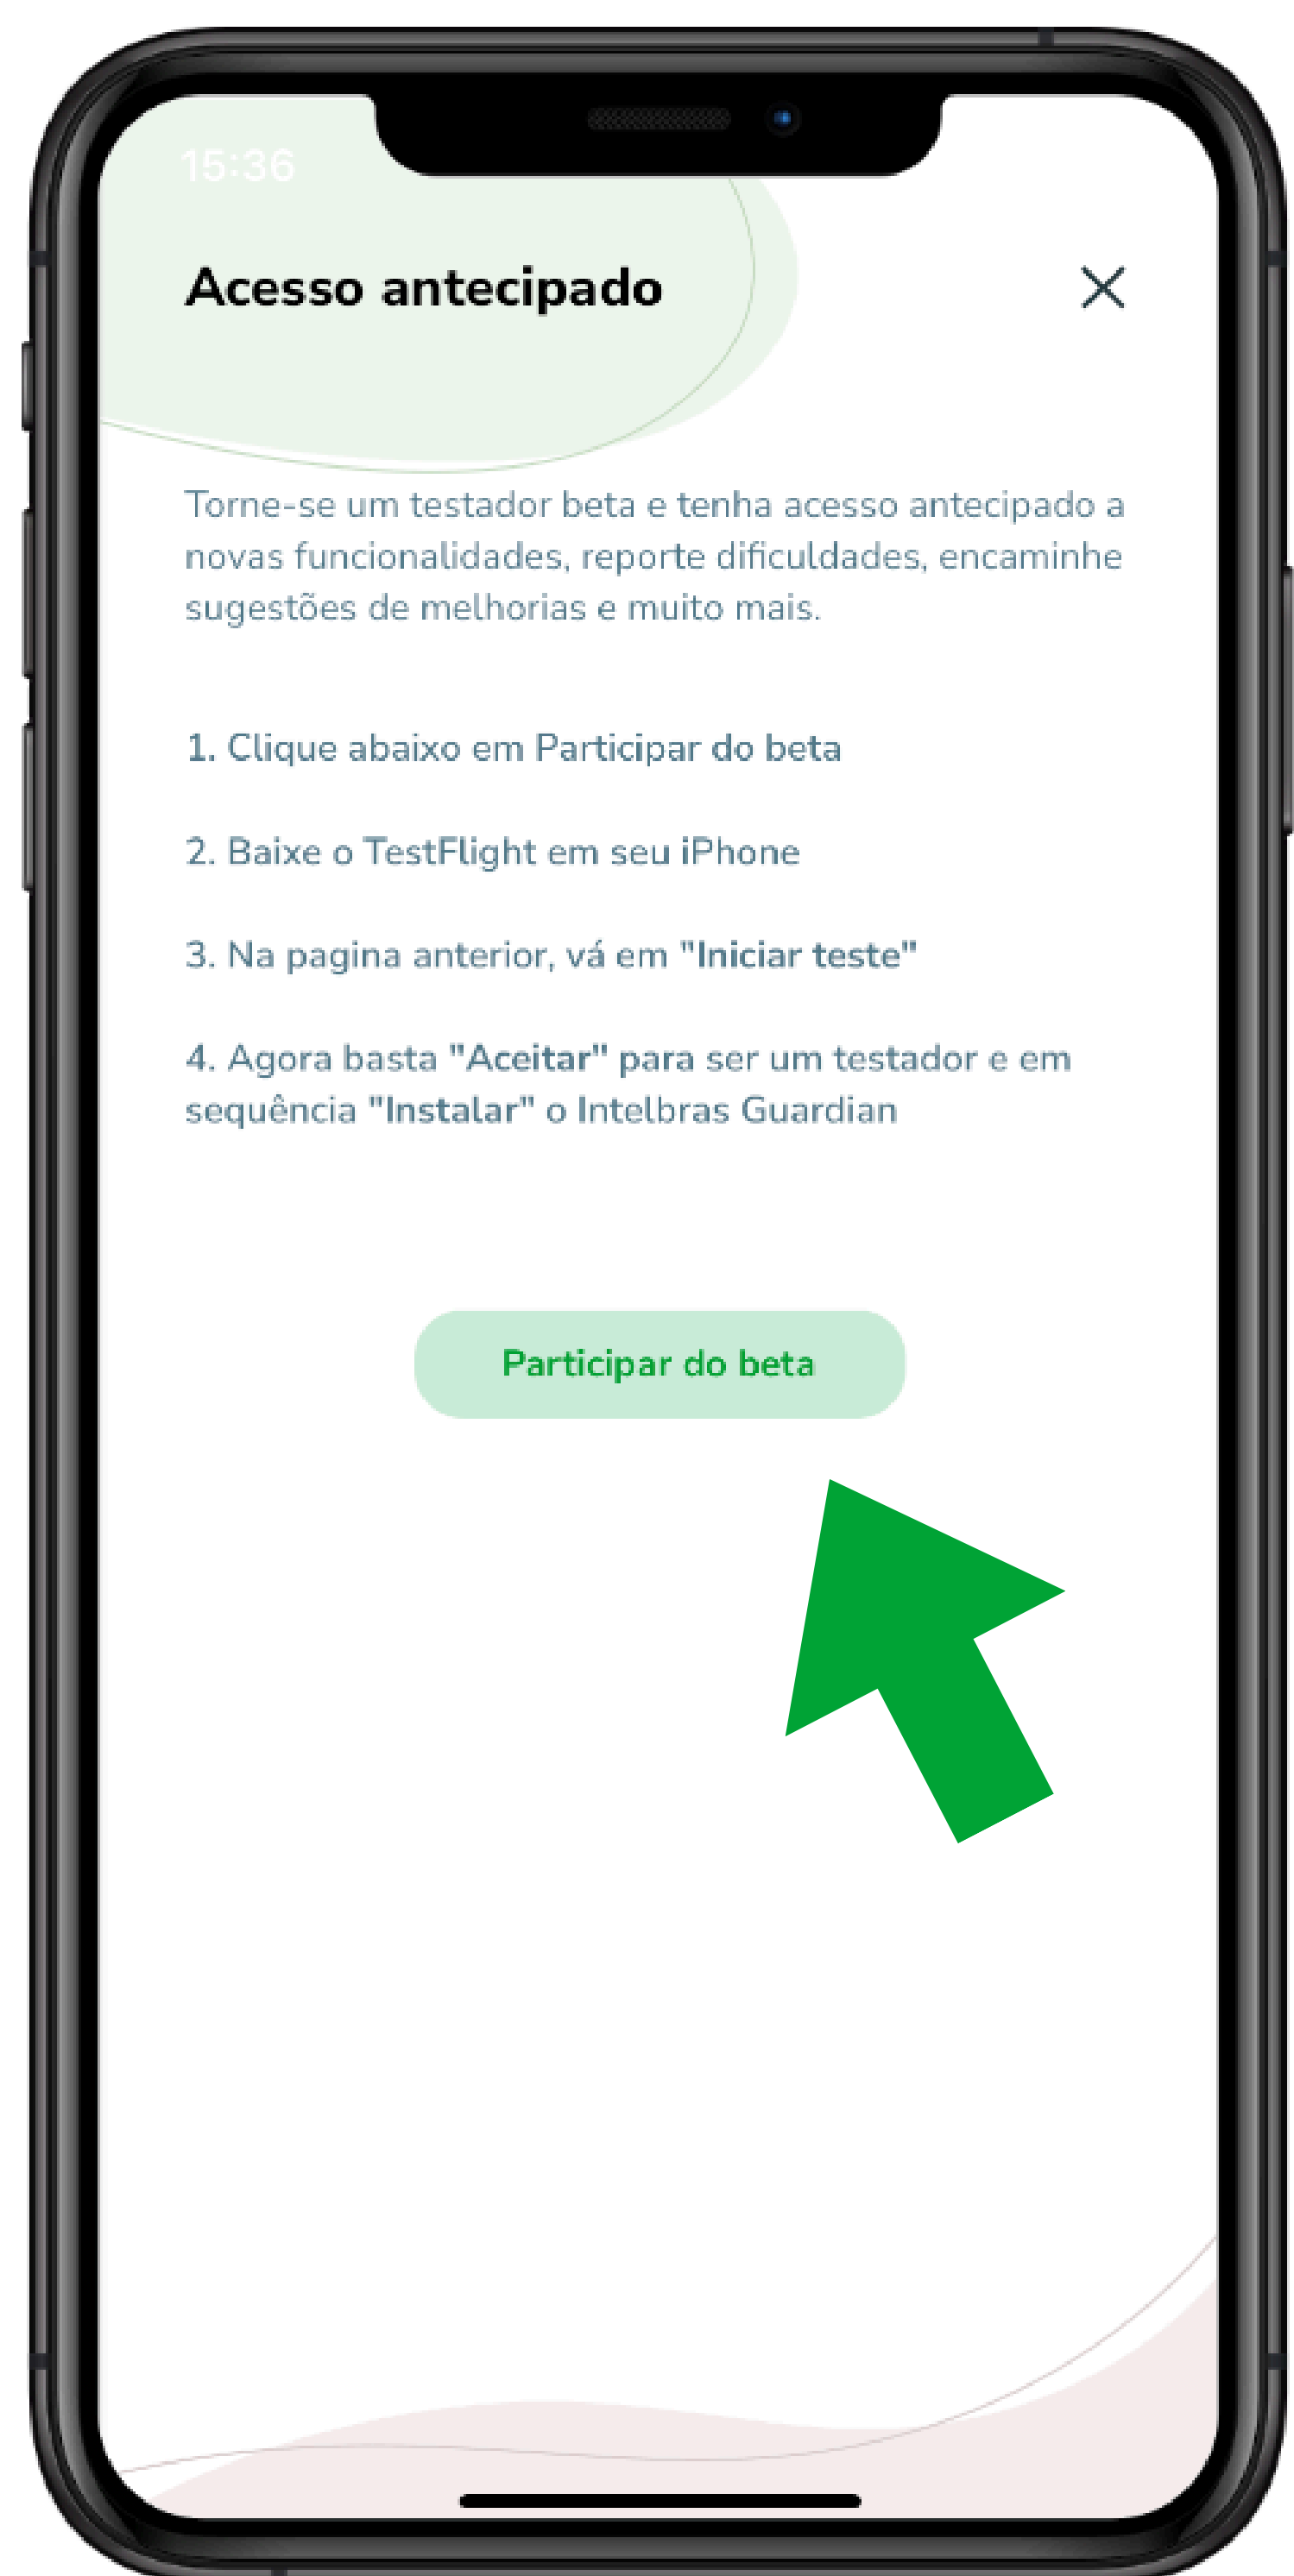 15:36
Acesso antecipado
Torne-se um testador beta e tenha acesso antecipado a
novas funcionalidades, reporte dificuldades, encaminhe
sugestões de melhorias e muito mais.
1. Clique abaixo em Participar do beta
2. Baixe o TestFlight em seu iPhone
3. Na pagina anterior, vá em "Iniciar teste"
4. Agora basta "Aceitar" para ser um testador e em
sequência "Instalar" o Intelbras Guardian
Participar do beta